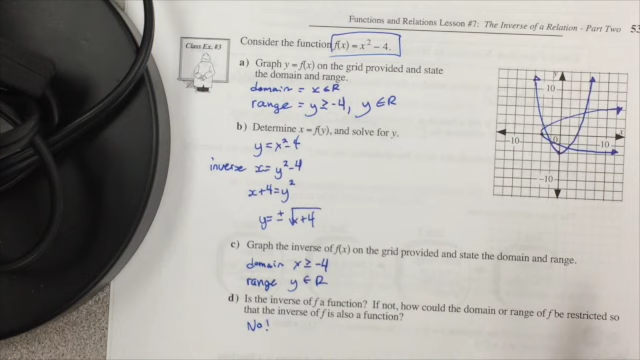 Functions and Relations Lesson #7: The Inverse of a Relation - Part Two 53
Class Ex. #3
Consider the function f(x) = x² − 4.
a) Graph y = f(x) on the grid provided and state
the domain and range.
domain = x ∈ R
range = y ≥ -4, y ∈ R
b) Determine x = f(y), and solve for y.
y = x² - 4
inverse x = y² - 4
x + 4 = y²
y = ± √x+4
c) Graph the inverse of f(x) on the grid provided and state the domain and range.
domain x ≥ -4
range y ∈ R
d) Is the inverse of f a function? If not, how could the domain or range of f be restricted so
that the inverse of f is also a function?
No!
y
10
-10
0
10
x
-10